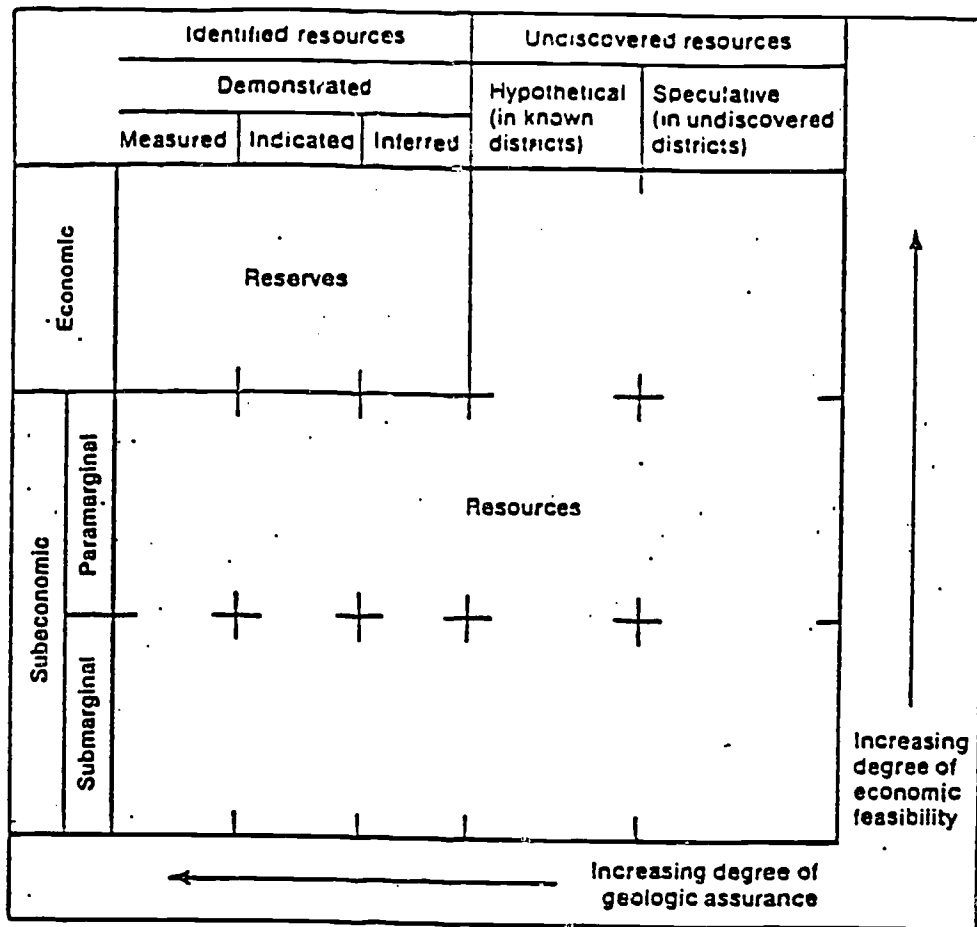 Identified resources
Undiscovered resources
Demonstrated
Measured
Indicated
Inferred
Hypothetical
(in known
districts)
Speculative
(in undiscovered
districts)
Economic
Reserves
Subeconomic
Paramarginal
Resources
Submarginal
Increasing
degree of
economic
feasibility
Increasing degree of
geologic assurance